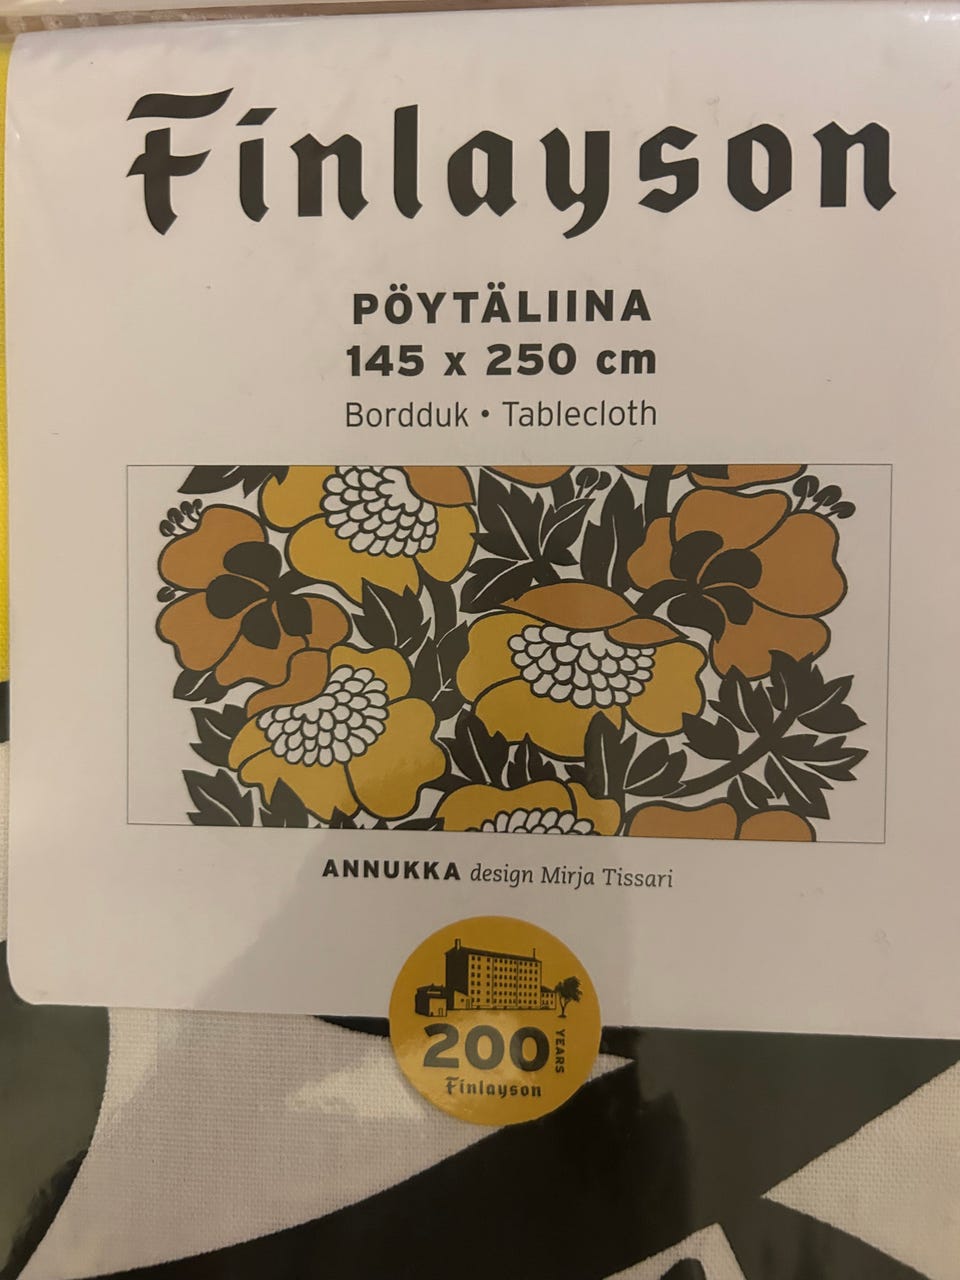 Finlayson
PÖYTÄLIINA
145 x 250 cm
Bordduk • Tablecloth
ANNUKKA design Mirja Tissari
200 YEARS
Finlayson